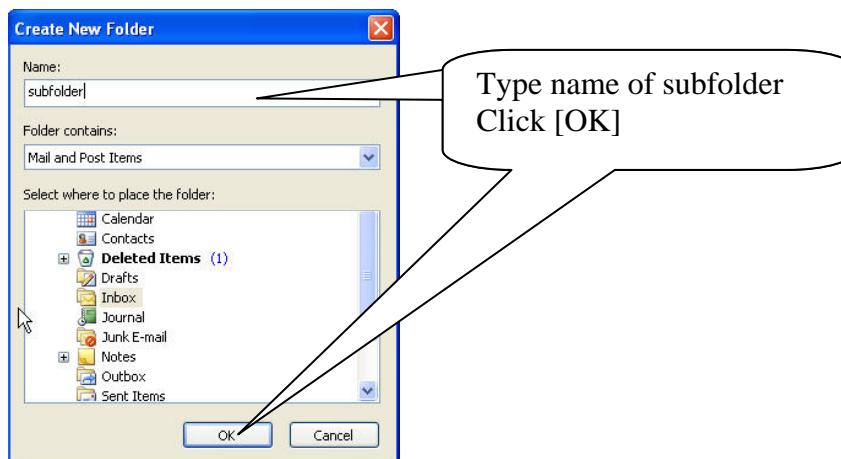 Create New Folder
Name:
subfolder
Folder contains:
Mail and Post Items
Select where to place the folder:
Calendar
Contacts
Deleted Items (1)
Drafts
Inbox
Journal
Junk E-mail
Notes
Outbox
Sent Items
OK Cancel
Type name of subfolder
Click [OK]